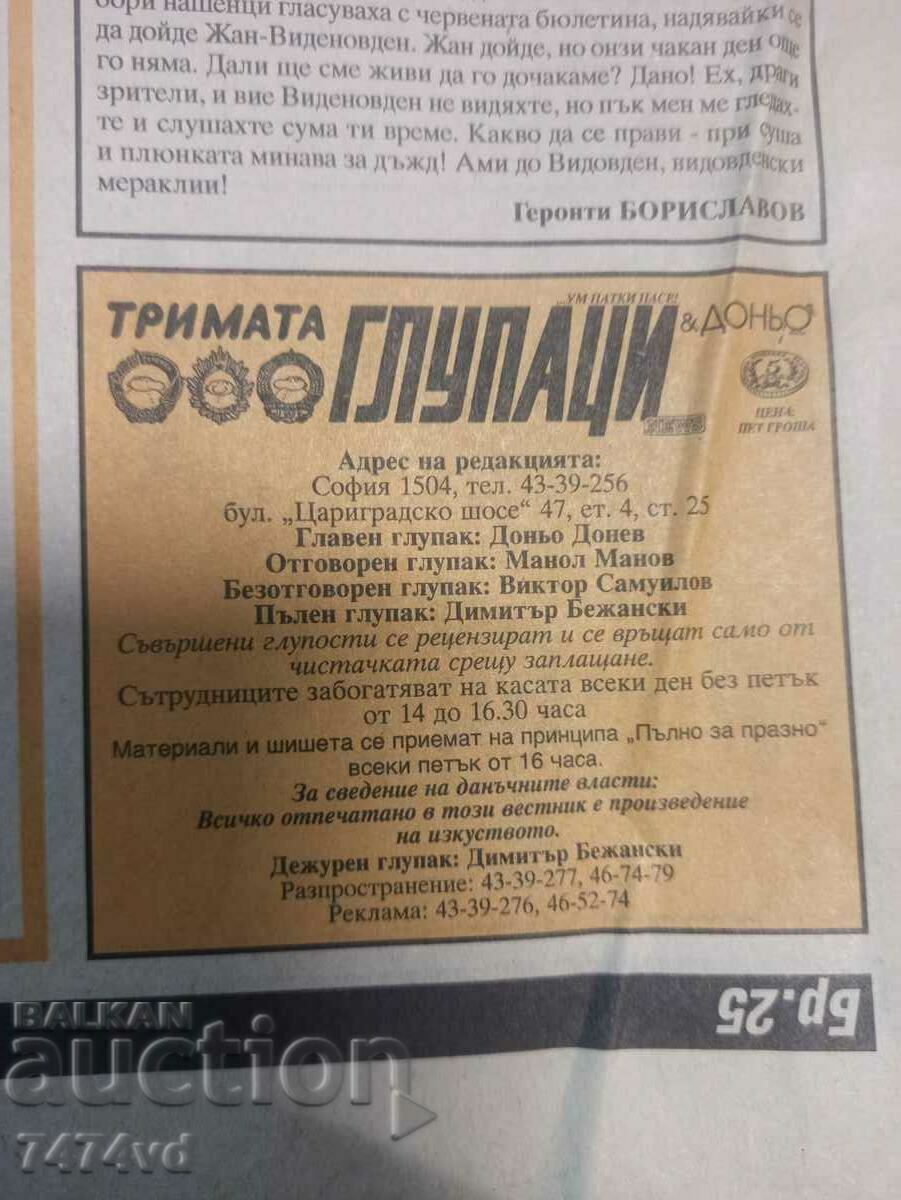 бори нашенци гласуваха с червената бюлетина, надявайки се
да дойде Жан-Виденовден. Жан дойде, но онзи чакан ден още
го няма. Дали ще сме живи да го дочакаме? Дано! Ех, драги
зрители, и вие Виденовден не видяхте, но пък мен ме гледах-
те и слушахте сума ти време. Какво да се прави - при суша
и плюнката минава за дъжд! Ами до Видовден, видовденски
мераклии!
Геронти БОРИСЛАВОВ
...УМ ПАТКИ ПАСЕ!
ТРИМАТА ГЛУПАЦИ & ДОНЬО
NEWS
5
ЦЕНА:
ПЕТ ГРОША
Адрес на редакцията:
София 1504, тел. 43-39-256
бул. „Цариградско шосе“ 47, ет. 4, ст. 25
Главен глупак: Доньо Донев
Отговорен глупак: Манол Манов
Безотговорен глупак: Виктор Самуилов
Пълен глупак: Димитър Бежански
Съвършени глупости се рецензират и се връщат само от
чистачката срещу заплащане.
Сътрудниците забогатяват на касата всеки ден без петък
от 14 до 16.30 часа
Материали и шишета се приемат на принципа „Пълно за празно“
всеки петък от 16 часа.
За сведение на данъчните власти:
Всичко отпечатано в този вестник е произведение
на изкуството.
Дежурен глупак: Димитър Бежански
Разпространение: 43-39-277, 46-74-79
Реклама: 43-39-276, 46-52-74
бр.25
BALKAN
auction
7474vd